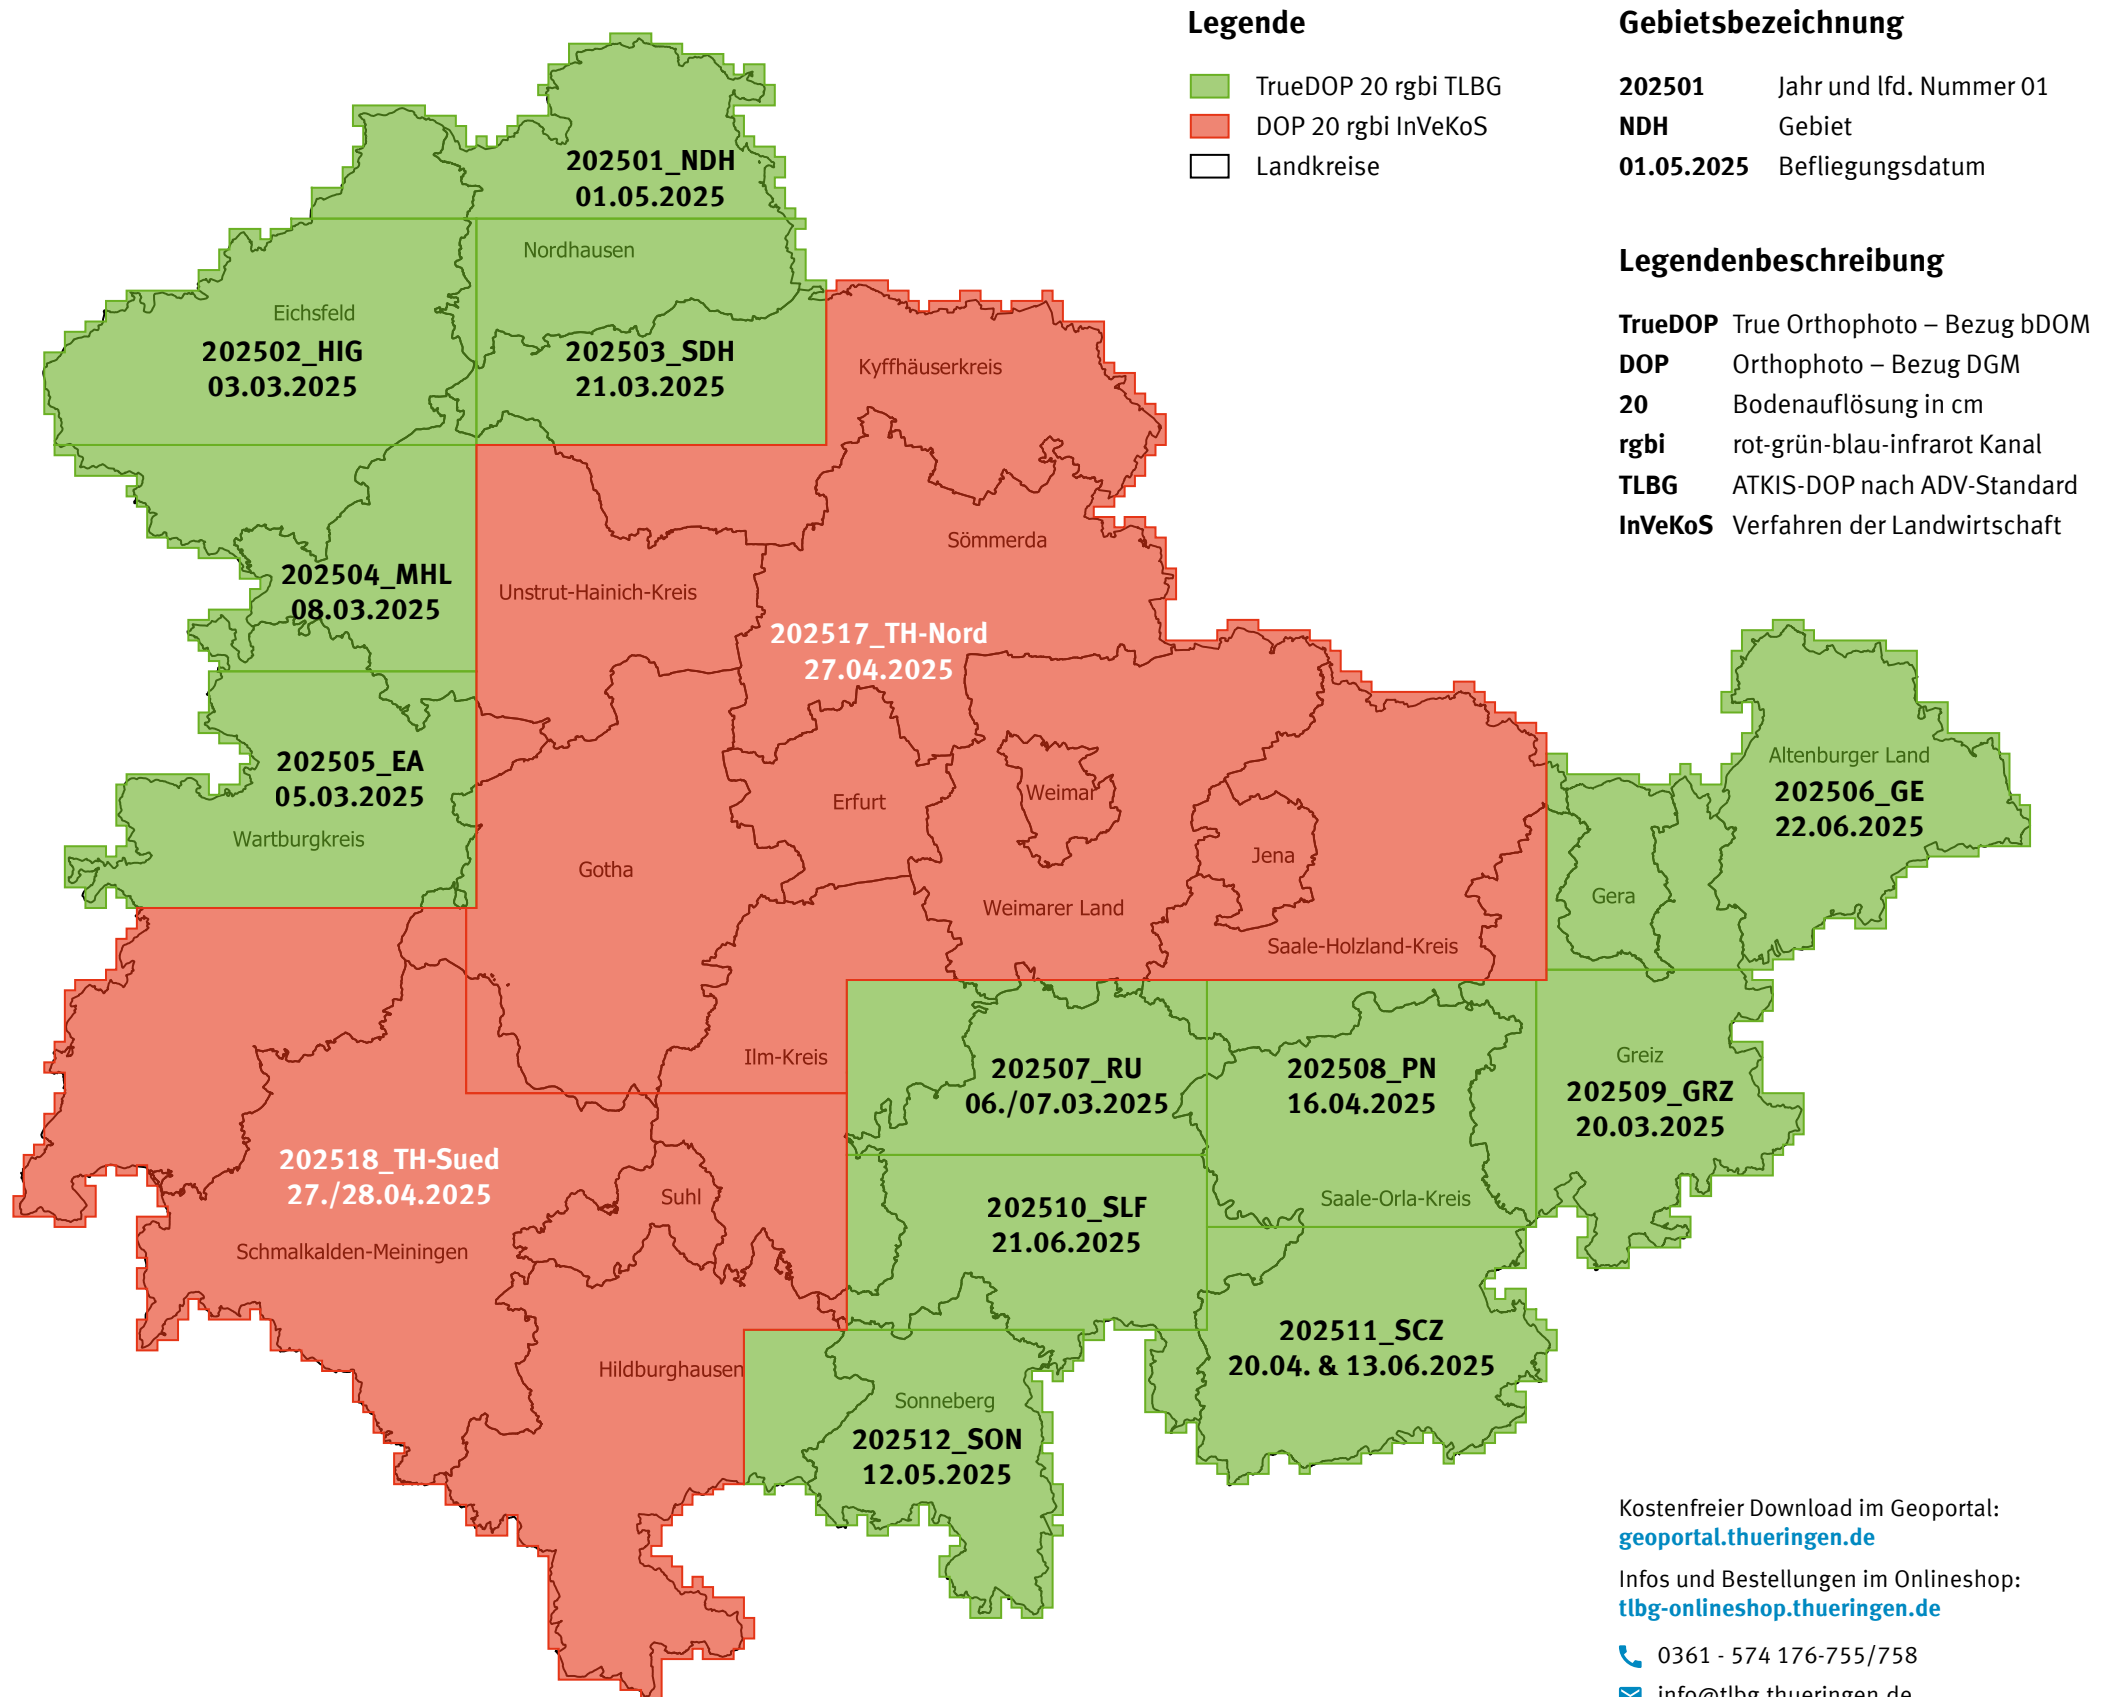 Legende
TrueDOP 20 rgbi TLBG
DOP 20 rgbi InVeKoS
Landkreise
Gebietsbezeichnung
202501 Jahr und lfd. Nummer 01
NDH Gebiet
01.05.2025 Befliegungsdatum
Legendenbeschreibung
TrueDOP True Orthophoto – Bezug bDOM
DOP Orthophoto – Bezug DGM
20 Bodenauflösung in cm
rgbi rot-grün-blau-infrarot Kanal
TLBG ATKIS-DOP nach ADV-Standard
InVeKoS Verfahren der Landwirtschaft
202501_NDH
01.05.2025
Nordhausen
Eichsfeld
202502_HIG
03.03.2025
202503_SDH
21.03.2025
Kyffhäuserkreis
Sömmerda
202504_MHL
08.03.2025
Unstrut-Hainich-Kreis
202517_TH-Nord
27.04.2025
202505_EA
05.03.2025
Wartburgkreis
Erfurt
Weimar
Gotha
Jena
Weimarer Land
Saale-Holzland-Kreis
Altenburger Land
202506_GE
22.06.2025
Gera
Ilm-Kreis
202507_RU
06./07.03.2025
202508_PN
16.04.2025
Greiz
202509_GRZ
20.03.2025
202518_TH-Sued
27./28.04.2025
Suhl
Schmalkalden-Meiningen
202510_SLF
21.06.2025
Saale-Orla-Kreis
202511_SCZ
20.04. & 13.06.2025
Hildburghausen
Sonneberg
202512_SON
12.05.2025
Kostenfreier Download im Geoportal:
geoportal.thueringen.de
Infos und Bestellungen im Onlineshop:
tlbg-onlineshop.thueringen.de
0361 - 574 176-755/758
info@tlbg.thueringen.de